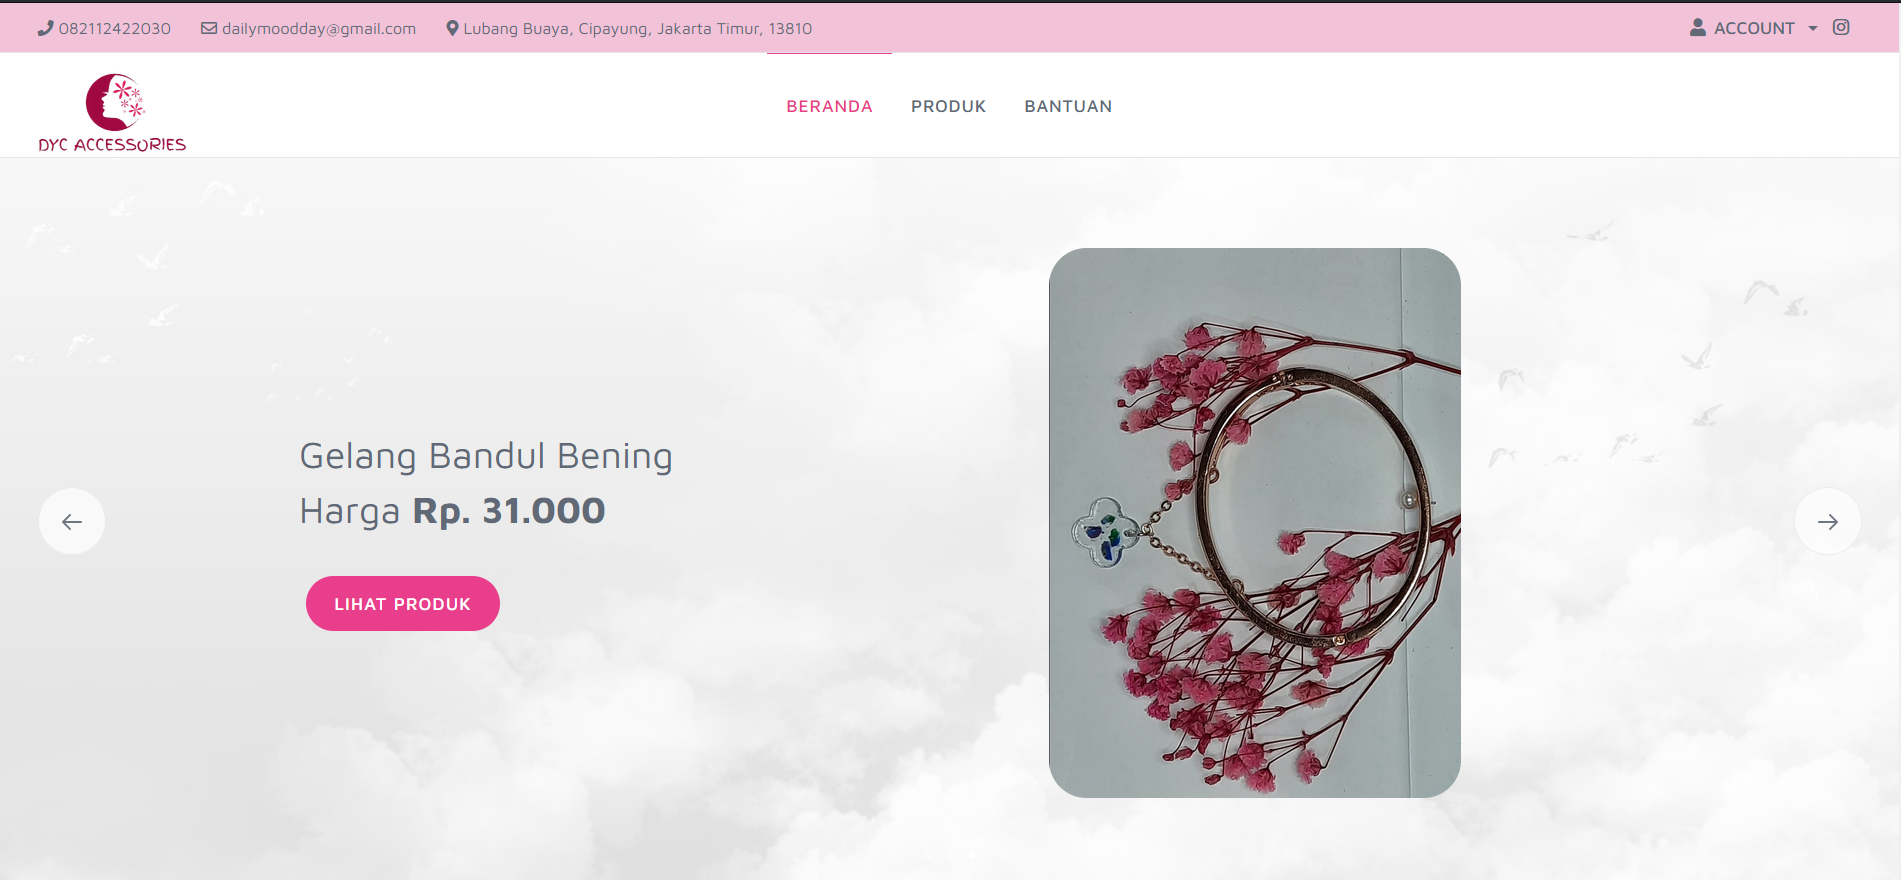 082112422030 dailymoodday@gmail.com Lubang Buaya, Cipayung, Jakarta Timur, 13810 ACCOUNT
DYC ACCESSORIES
BERANDA PRODUK BANTUAN
Gelang Bandul Bening
Harga Rp. 31.000
LIHAT PRODUK